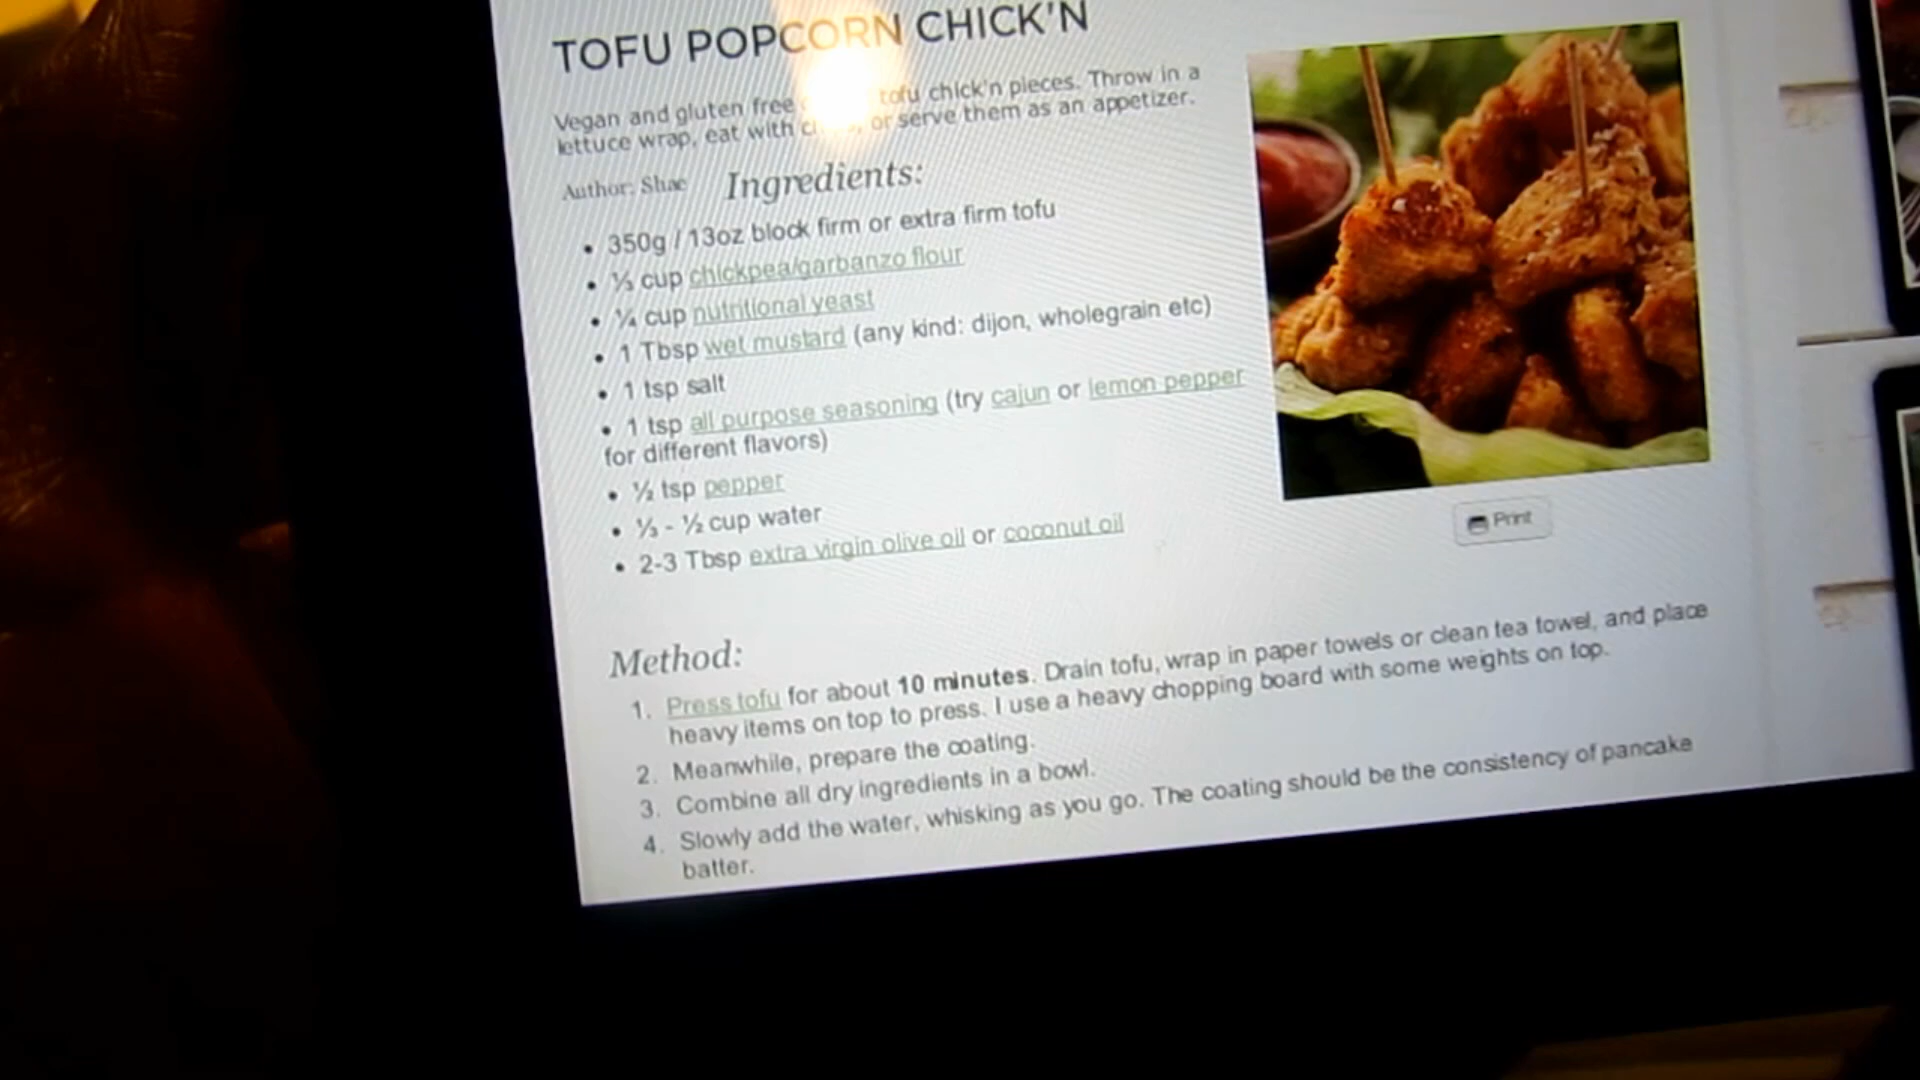 TOFU POPCORN CHICK'N
Vegan and gluten free tofu chick'n pieces. Throw in a
lettuce wrap, eat with or serve them as an appetizer.
Author: Shae
Ingredients:
• 350g / 13oz block firm or extra firm tofu
• ⅓ cup chickpea/garbanzo flour
• ¼ cup nutritional yeast
• 1 Tbsp wet mustard (any kind: dijon, wholegrain etc)
• 1 tsp salt
• 1 tsp all purpose seasoning (try cajun or lemon pepper
for different flavors)
• ½ tsp pepper
• ⅓ - ½ cup water
• 2-3 Tbsp extra virgin olive oil or coconut oil
Print
Method:
1. Press tofu for about 10 minutes. Drain tofu, wrap in paper towels or clean tea towel, and place
heavy items on top to press. I use a heavy chopping board with some weights on top.
2. Meanwhile, prepare the coating.
3. Combine all dry ingredients in a bowl.
4. Slowly add the water, whisking as you go. The coating should be the consistency of pancake
batter.